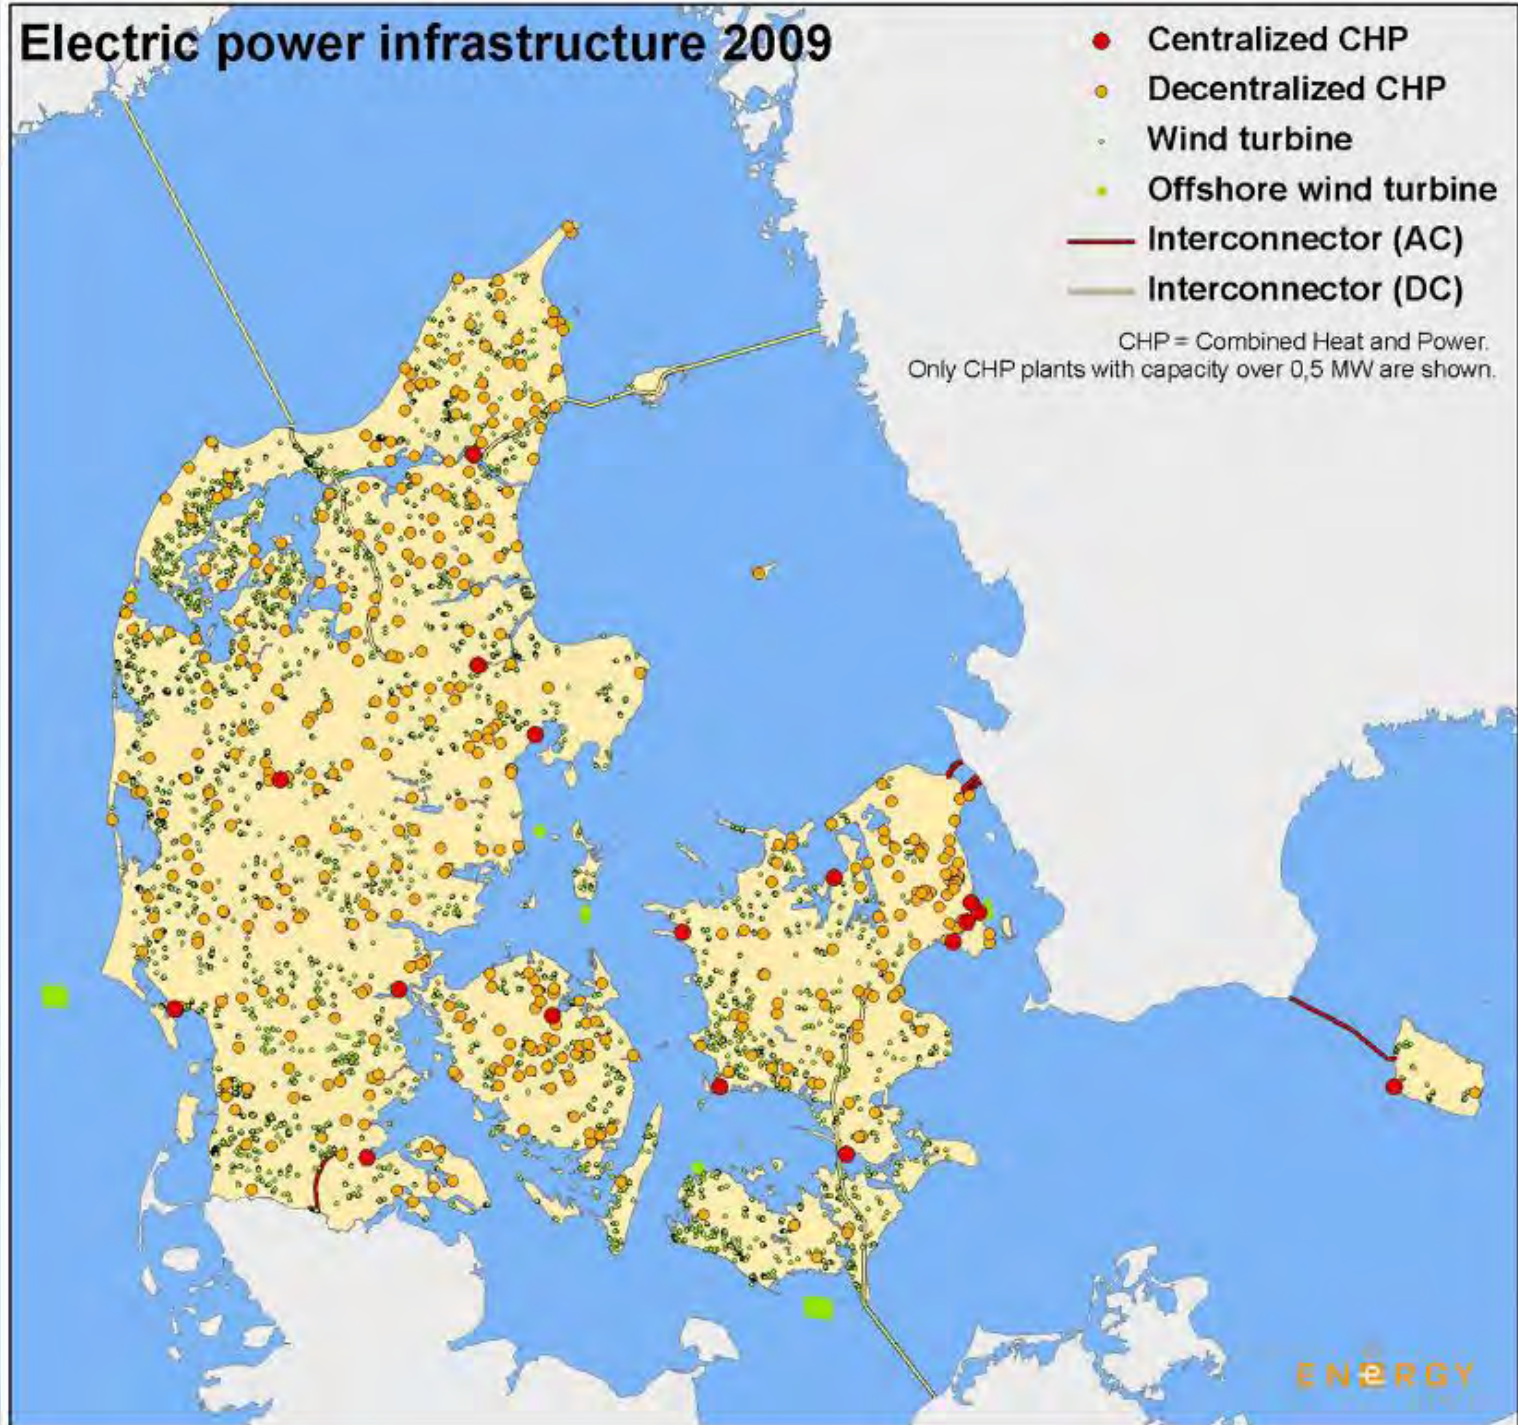 Electric power infrastructure 2009
Centralized CHP
Decentralized CHP
Wind turbine
Offshore wind turbine
Interconnector (AC)
Interconnector (DC)
CHP = Combined Heat and Power.
Only CHP plants with capacity over 0,5 MW are shown.
ENERGY